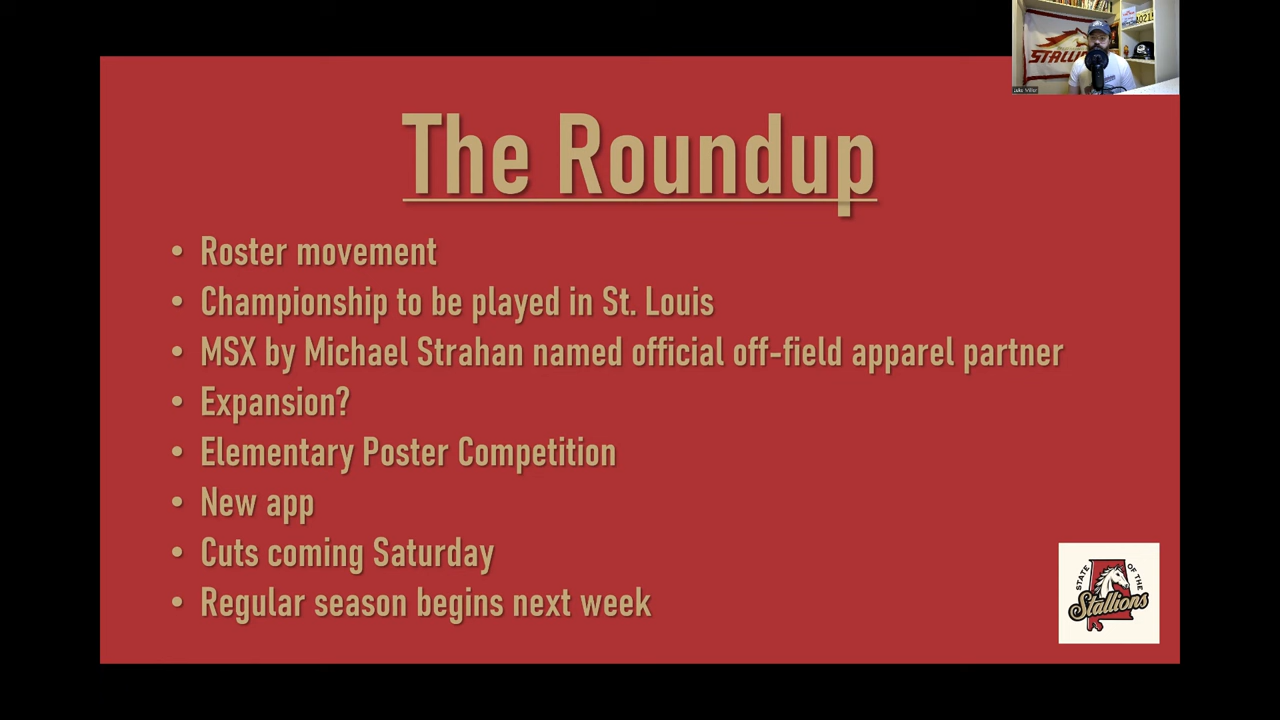 STALLI
The Roundup
• Roster movement
• Championship to be played in St. Louis
• MSX by Michael Strahan named official off-field apparel partner
• Expansion?
• Elementary Poster Competition
• New app
• Cuts coming Saturday
• Regular season begins next week
STATE OF THE
Stallions